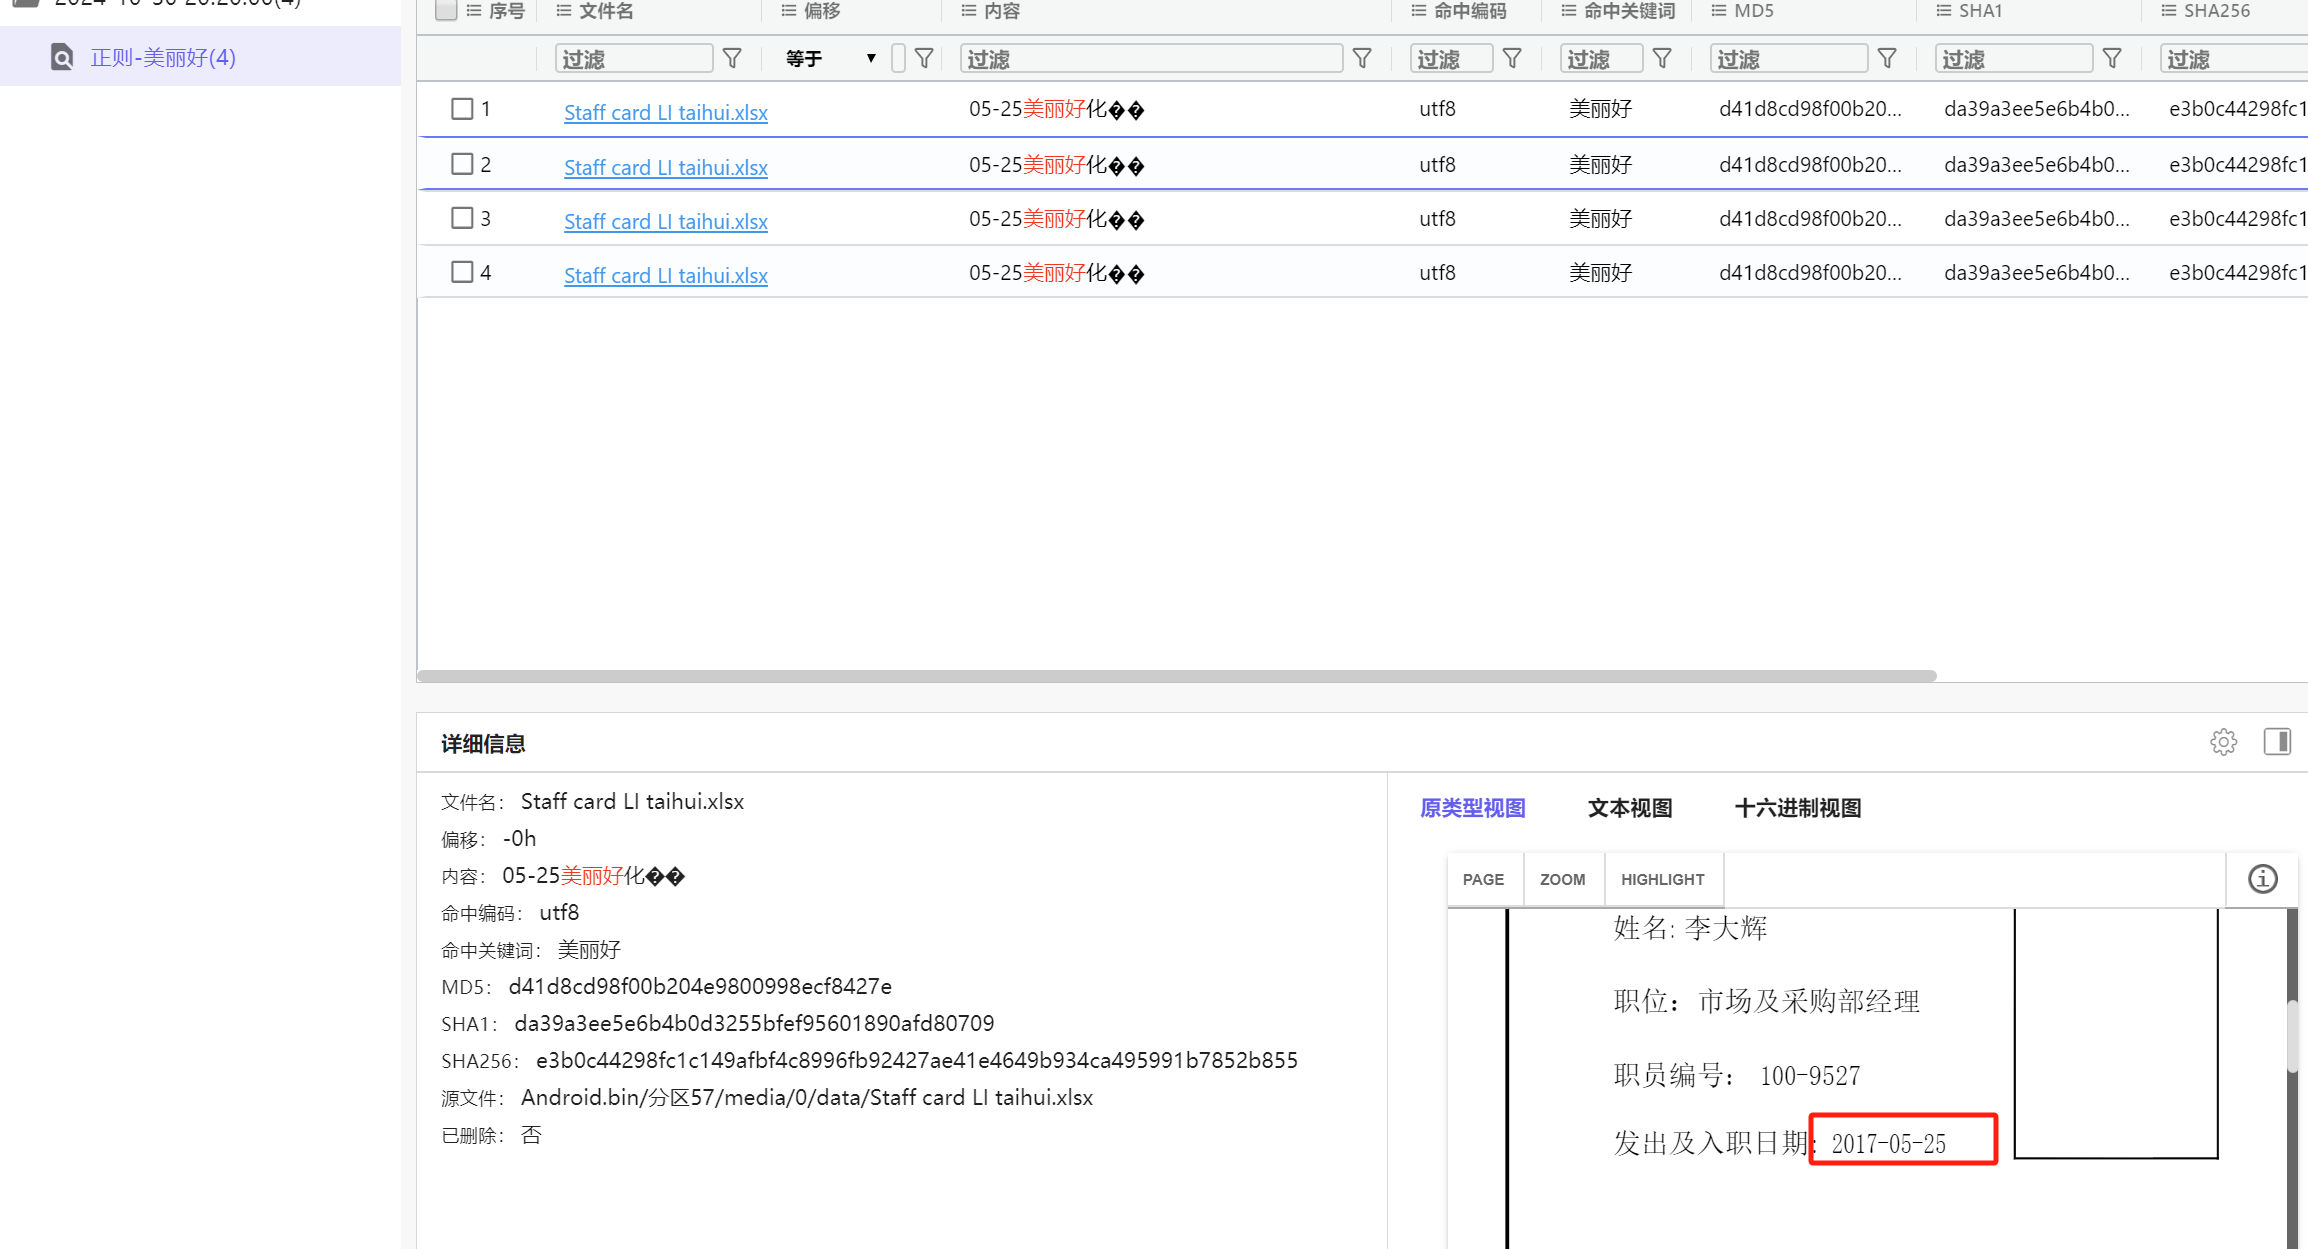 2024-10-30 20:20:00(4)
正则-美丽好(4)
序号 文件名 偏移 内容 命中编码 命中关键词 MD5 SHA1 SHA256
过滤 等于 ▼ 过滤 过滤 过滤 过滤 过滤 过滤
1 Staff card LI taihui.xlsx 05-25美丽好化�� utf8 美丽好 d41d8cd98f00b20... da39a3ee5e6b4b0... e3b0c44298fc1
2 Staff card LI taihui.xlsx 05-25美丽好化�� utf8 美丽好 d41d8cd98f00b20... da39a3ee5e6b4b0... e3b0c44298fc1
3 Staff card LI taihui.xlsx 05-25美丽好化�� utf8 美丽好 d41d8cd98f00b20... da39a3ee5e6b4b0... e3b0c44298fc1
4 Staff card LI taihui.xlsx 05-25美丽好化�� utf8 美丽好 d41d8cd98f00b20... da39a3ee5e6b4b0... e3b0c44298fc1
详细信息
文件名： Staff card LI taihui.xlsx
偏移： -0h
内容： 05-25美丽好化��
命中编码： utf8
命中关键词： 美丽好
MD5： d41d8cd98f00b204e9800998ecf8427e
SHA1： da39a3ee5e6b4b0d3255bfef95601890afd80709
SHA256： e3b0c44298fc1c149afbf4c8996fb92427ae41e4649b934ca495991b7852b855
源文件： Android.bin/分区57/media/0/data/Staff card LI taihui.xlsx
已删除： 否
原类型视图 文本视图 十六进制视图
PAGE ZOOM HIGHLIGHT
姓名: 李大辉
职位：市场及采购部经理
职员编号： 100-9527
发出及入职日期: 2017-05-25